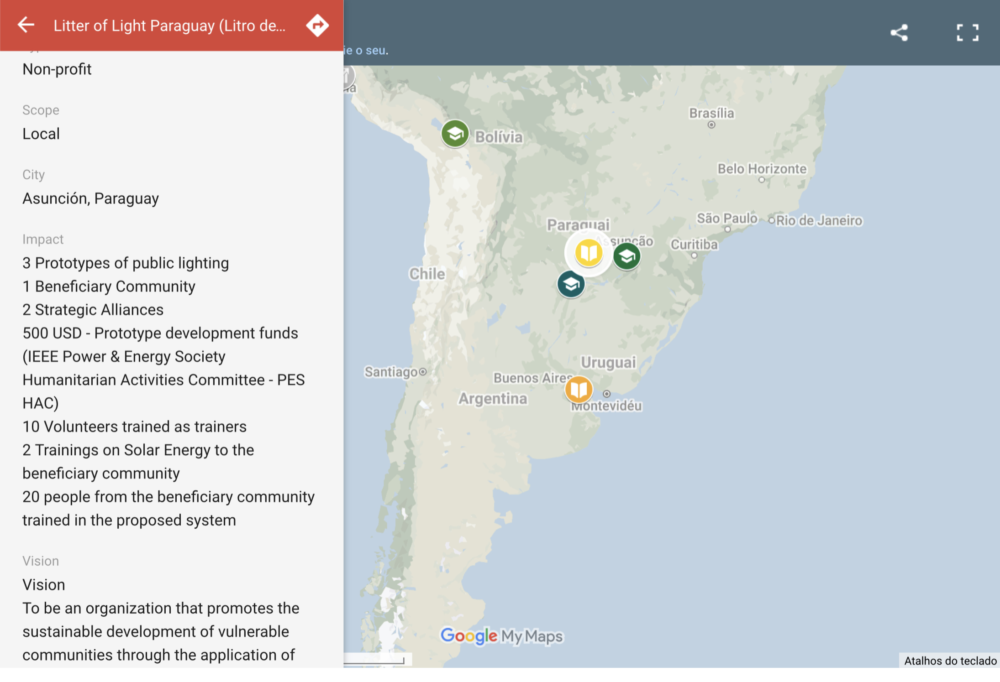 Litter of Light Paraguay (Litro de...
ie o seu.
Non-profit
Scope
Local
City
Asunción, Paraguay
Impact
3 Prototypes of public lighting
1 Beneficiary Community
2 Strategic Alliances
500 USD - Prototype development funds
(IEEE Power & Energy Society
Humanitarian Activities Committee - PES
HAC)
10 Volunteers trained as trainers
2 Trainings on Solar Energy to the
beneficiary community
20 people from the beneficiary community
trained in the proposed system
Vision
Vision
To be an organization that promotes the
sustainable development of vulnerable
communities through the application of
Brasília
Bolívia
Belo Horizonte
São Paulo
Rio de Janeiro
Paraguai
Assunção
Curitiba
Chile
Uruguai
Santiago
Buenos Aires
Argentina
Montevidéu
Google My Maps
Atalhos do teclado